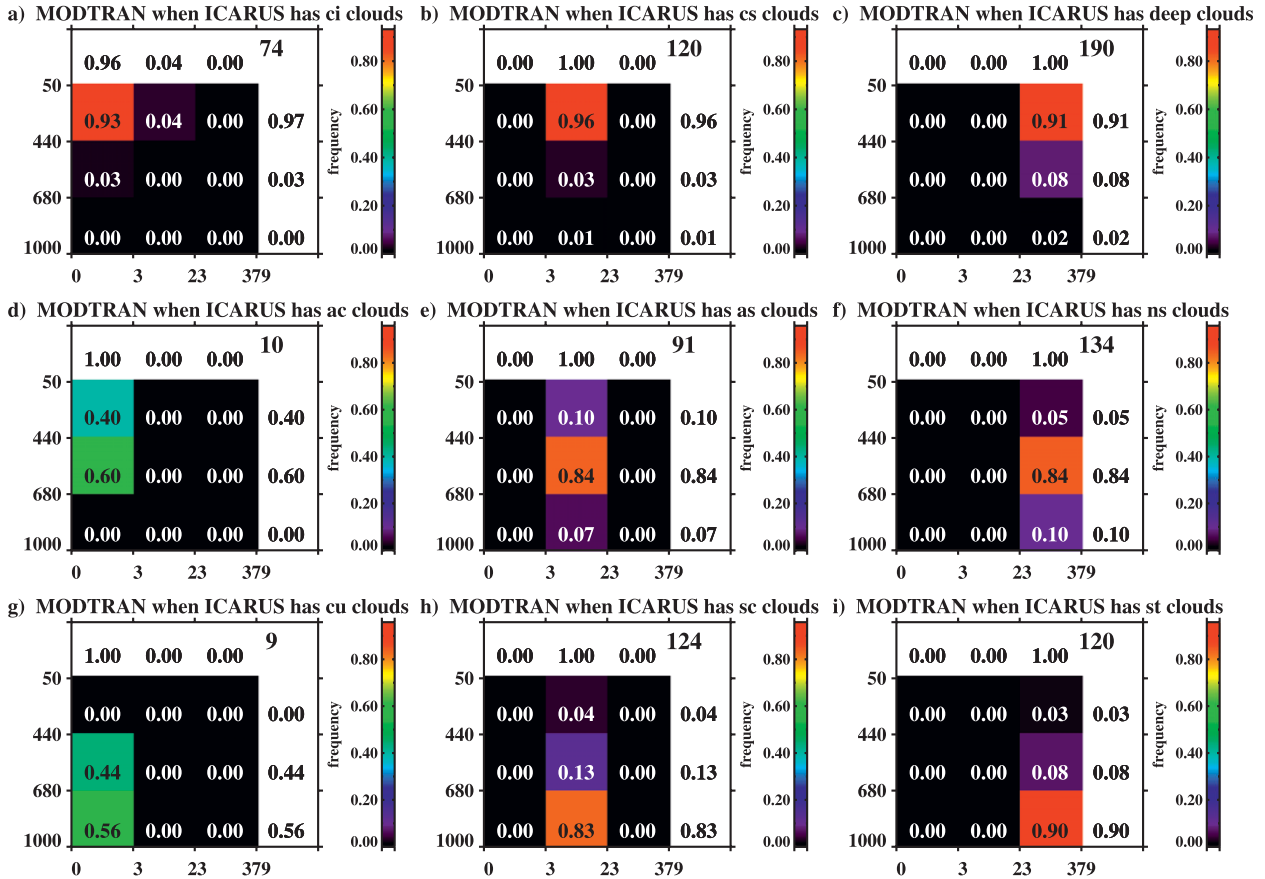 a) MODTRAN when ICARUS has ci clouds
74
0.96 0.04 0.00
50
0.93 0.04 0.00 0.97
440
0.03 0.00 0.00 0.03
680
0.00 0.00 0.00 0.00
1000
0 3 23 379
0.80
0.60
0.40
0.20
0.00
frequency
b) MODTRAN when ICARUS has cs clouds
120
0.00 1.00 0.00
50
0.00 0.96 0.00 0.96
440
0.00 0.03 0.00 0.03
680
0.00 0.01 0.00 0.01
1000
0 3 23 379
0.80
0.60
0.40
0.20
0.00
frequency
c) MODTRAN when ICARUS has deep clouds
190
0.00 0.00 1.00
50
0.00 0.00 0.91 0.91
440
0.00 0.00 0.08 0.08
680
0.00 0.00 0.02 0.02
1000
0 3 23 379
0.80
0.60
0.40
0.20
0.00
frequency
d) MODTRAN when ICARUS has ac clouds
10
1.00 0.00 0.00
50
0.40 0.00 0.00 0.40
440
0.60 0.00 0.00 0.60
680
0.00 0.00 0.00 0.00
1000
0 3 23 379
0.80
0.60
0.40
0.20
0.00
frequency
e) MODTRAN when ICARUS has as clouds
91
0.00 1.00 0.00
50
0.00 0.10 0.00 0.10
440
0.00 0.84 0.00 0.84
680
0.00 0.07 0.00 0.07
1000
0 3 23 379
0.80
0.60
0.40
0.20
0.00
frequency
f) MODTRAN when ICARUS has ns clouds
134
0.00 0.00 1.00
50
0.00 0.00 0.05 0.05
440
0.00 0.00 0.84 0.84
680
0.00 0.00 0.10 0.10
1000
0 3 23 379
0.80
0.60
0.40
0.20
0.00
frequency
g) MODTRAN when ICARUS has cu clouds
9
1.00 0.00 0.00
50
0.00 0.00 0.00 0.00
440
0.44 0.00 0.00 0.44
680
0.56 0.00 0.00 0.56
1000
0 3 23 379
0.80
0.60
0.40
0.20
0.00
frequency
h) MODTRAN when ICARUS has sc clouds
124
0.00 1.00 0.00
50
0.00 0.04 0.00 0.04
440
0.00 0.13 0.00 0.13
680
0.00 0.83 0.00 0.83
1000
0 3 23 379
0.80
0.60
0.40
0.20
0.00
frequency
i) MODTRAN when ICARUS has st clouds
120
0.00 0.00 1.00
50
0.00 0.00 0.03 0.03
440
0.00 0.00 0.08 0.08
680
0.00 0.00 0.90 0.90
1000
0 3 23 379
0.80
0.60
0.40
0.20
0.00
frequency